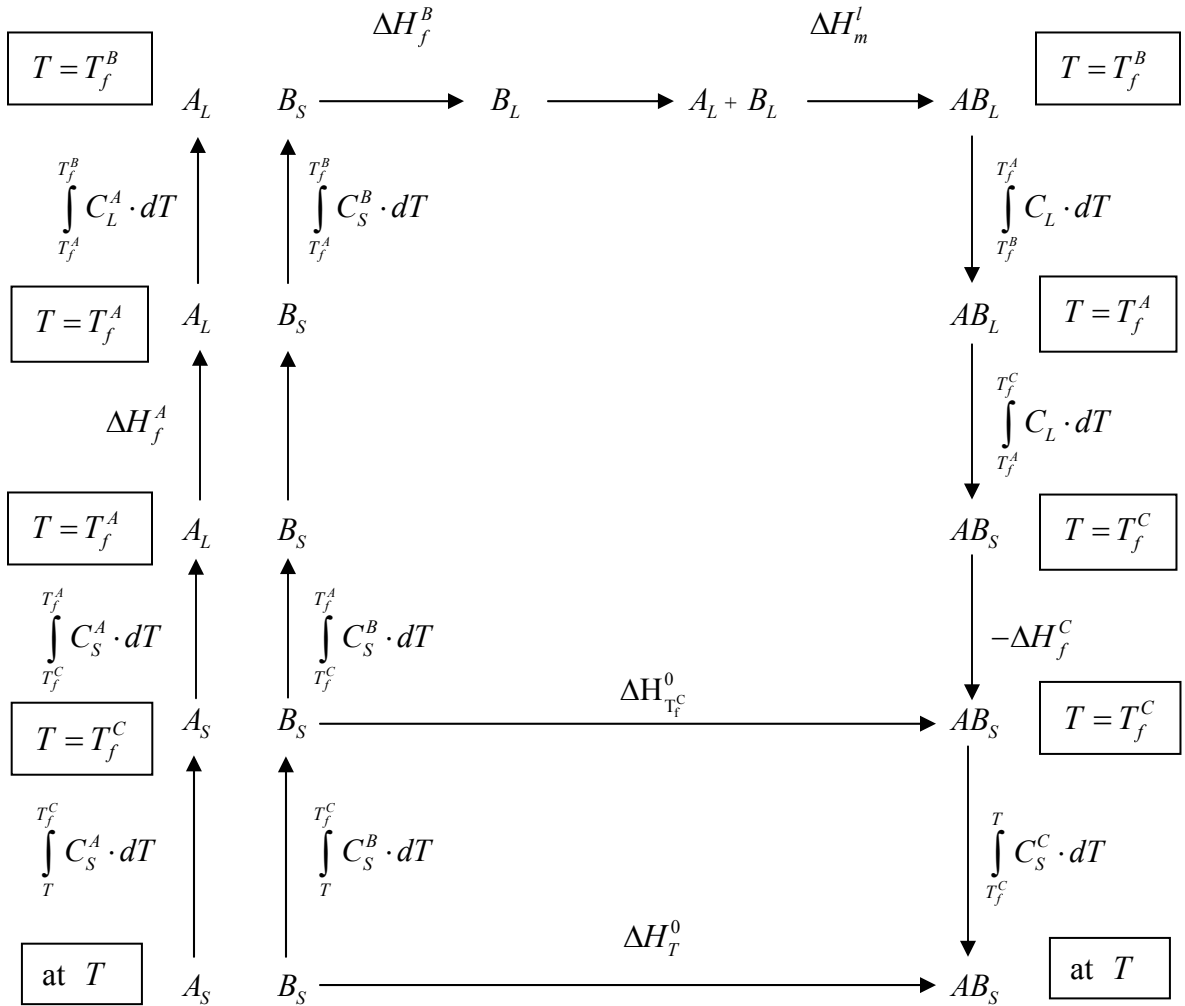 ΔH_f^B ΔH_m^l
T = T_f^B A_L B_S B_L A_L + B_L AB_L T = T_f^B
∫_{T_f^A}^{T_f^B} C_L^A · dT ∫_{T_f^A}^{T_f^B} C_S^B · dT ∫_{T_f^B}^{T_f^A} C_L · dT
T = T_f^A A_L B_S AB_L T = T_f^A
ΔH_f^A ∫_{T_f^A}^{T_f^C} C_L · dT
T = T_f^A A_L B_S AB_S T = T_f^C
∫_{T_f^C}^{T_f^A} C_S^A · dT ∫_{T_f^C}^{T_f^A} C_S^B · dT −ΔH_f^C
ΔH_{T_f^C}^0
T = T_f^C A_S B_S AB_S T = T_f^C
∫_T^{T_f^C} C_S^A · dT ∫_T^{T_f^C} C_S^B · dT ∫_{T_f^C}^T C_S^C · dT
ΔH_T^0
at T A_S B_S AB_S at T